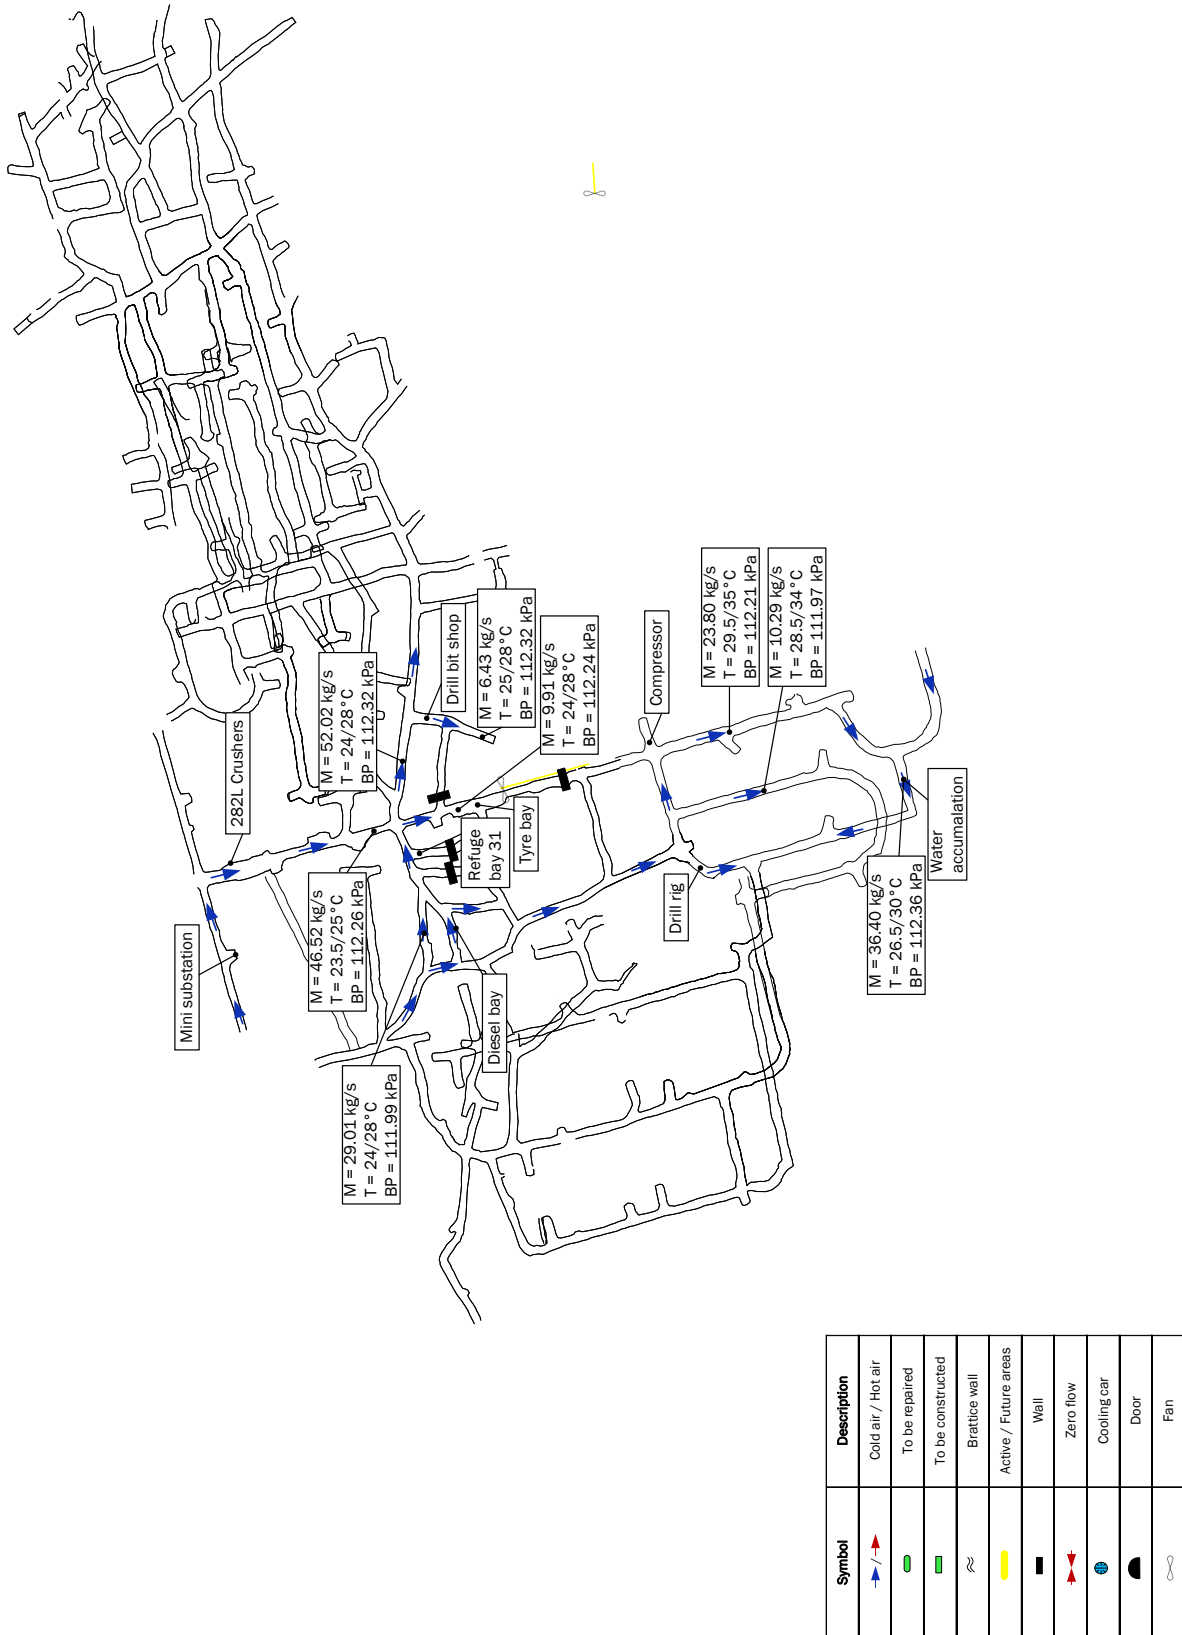 282L Crushers
Mini substation
M = 52.02 kg/s
T = 24/28°C
BP = 112.32 kPa
Drill bit shop
M = 6.43 kg/s
T = 25/28°C
BP = 112.32 kPa
M = 9.91 kg/s
T = 24/28°C
BP = 112.24 kPa
M = 46.52 kg/s
T = 23.5/25°C
BP = 112.26 kPa
Refuge
bay 31
Tyre bay
Compressor
M = 23.80 kg/s
T = 29.5/35°C
BP = 112.21 kPa
M = 10.29 kg/s
T = 28.5/34°C
BP = 111.97 kPa
Drill rig
Diesel bay
M = 29.01 kg/s
T = 24/28°C
BP = 111.99 kPa
M = 36.40 kg/s
T = 26.5/30°C
BP = 112.36 kPa
Water
accumalation
Symbol Description
/ Cold air / Hot air
To be repaired
To be constructed
Brattice wall
Active / Future areas
Wall
Zero flow
Cooling car
Door
Fan